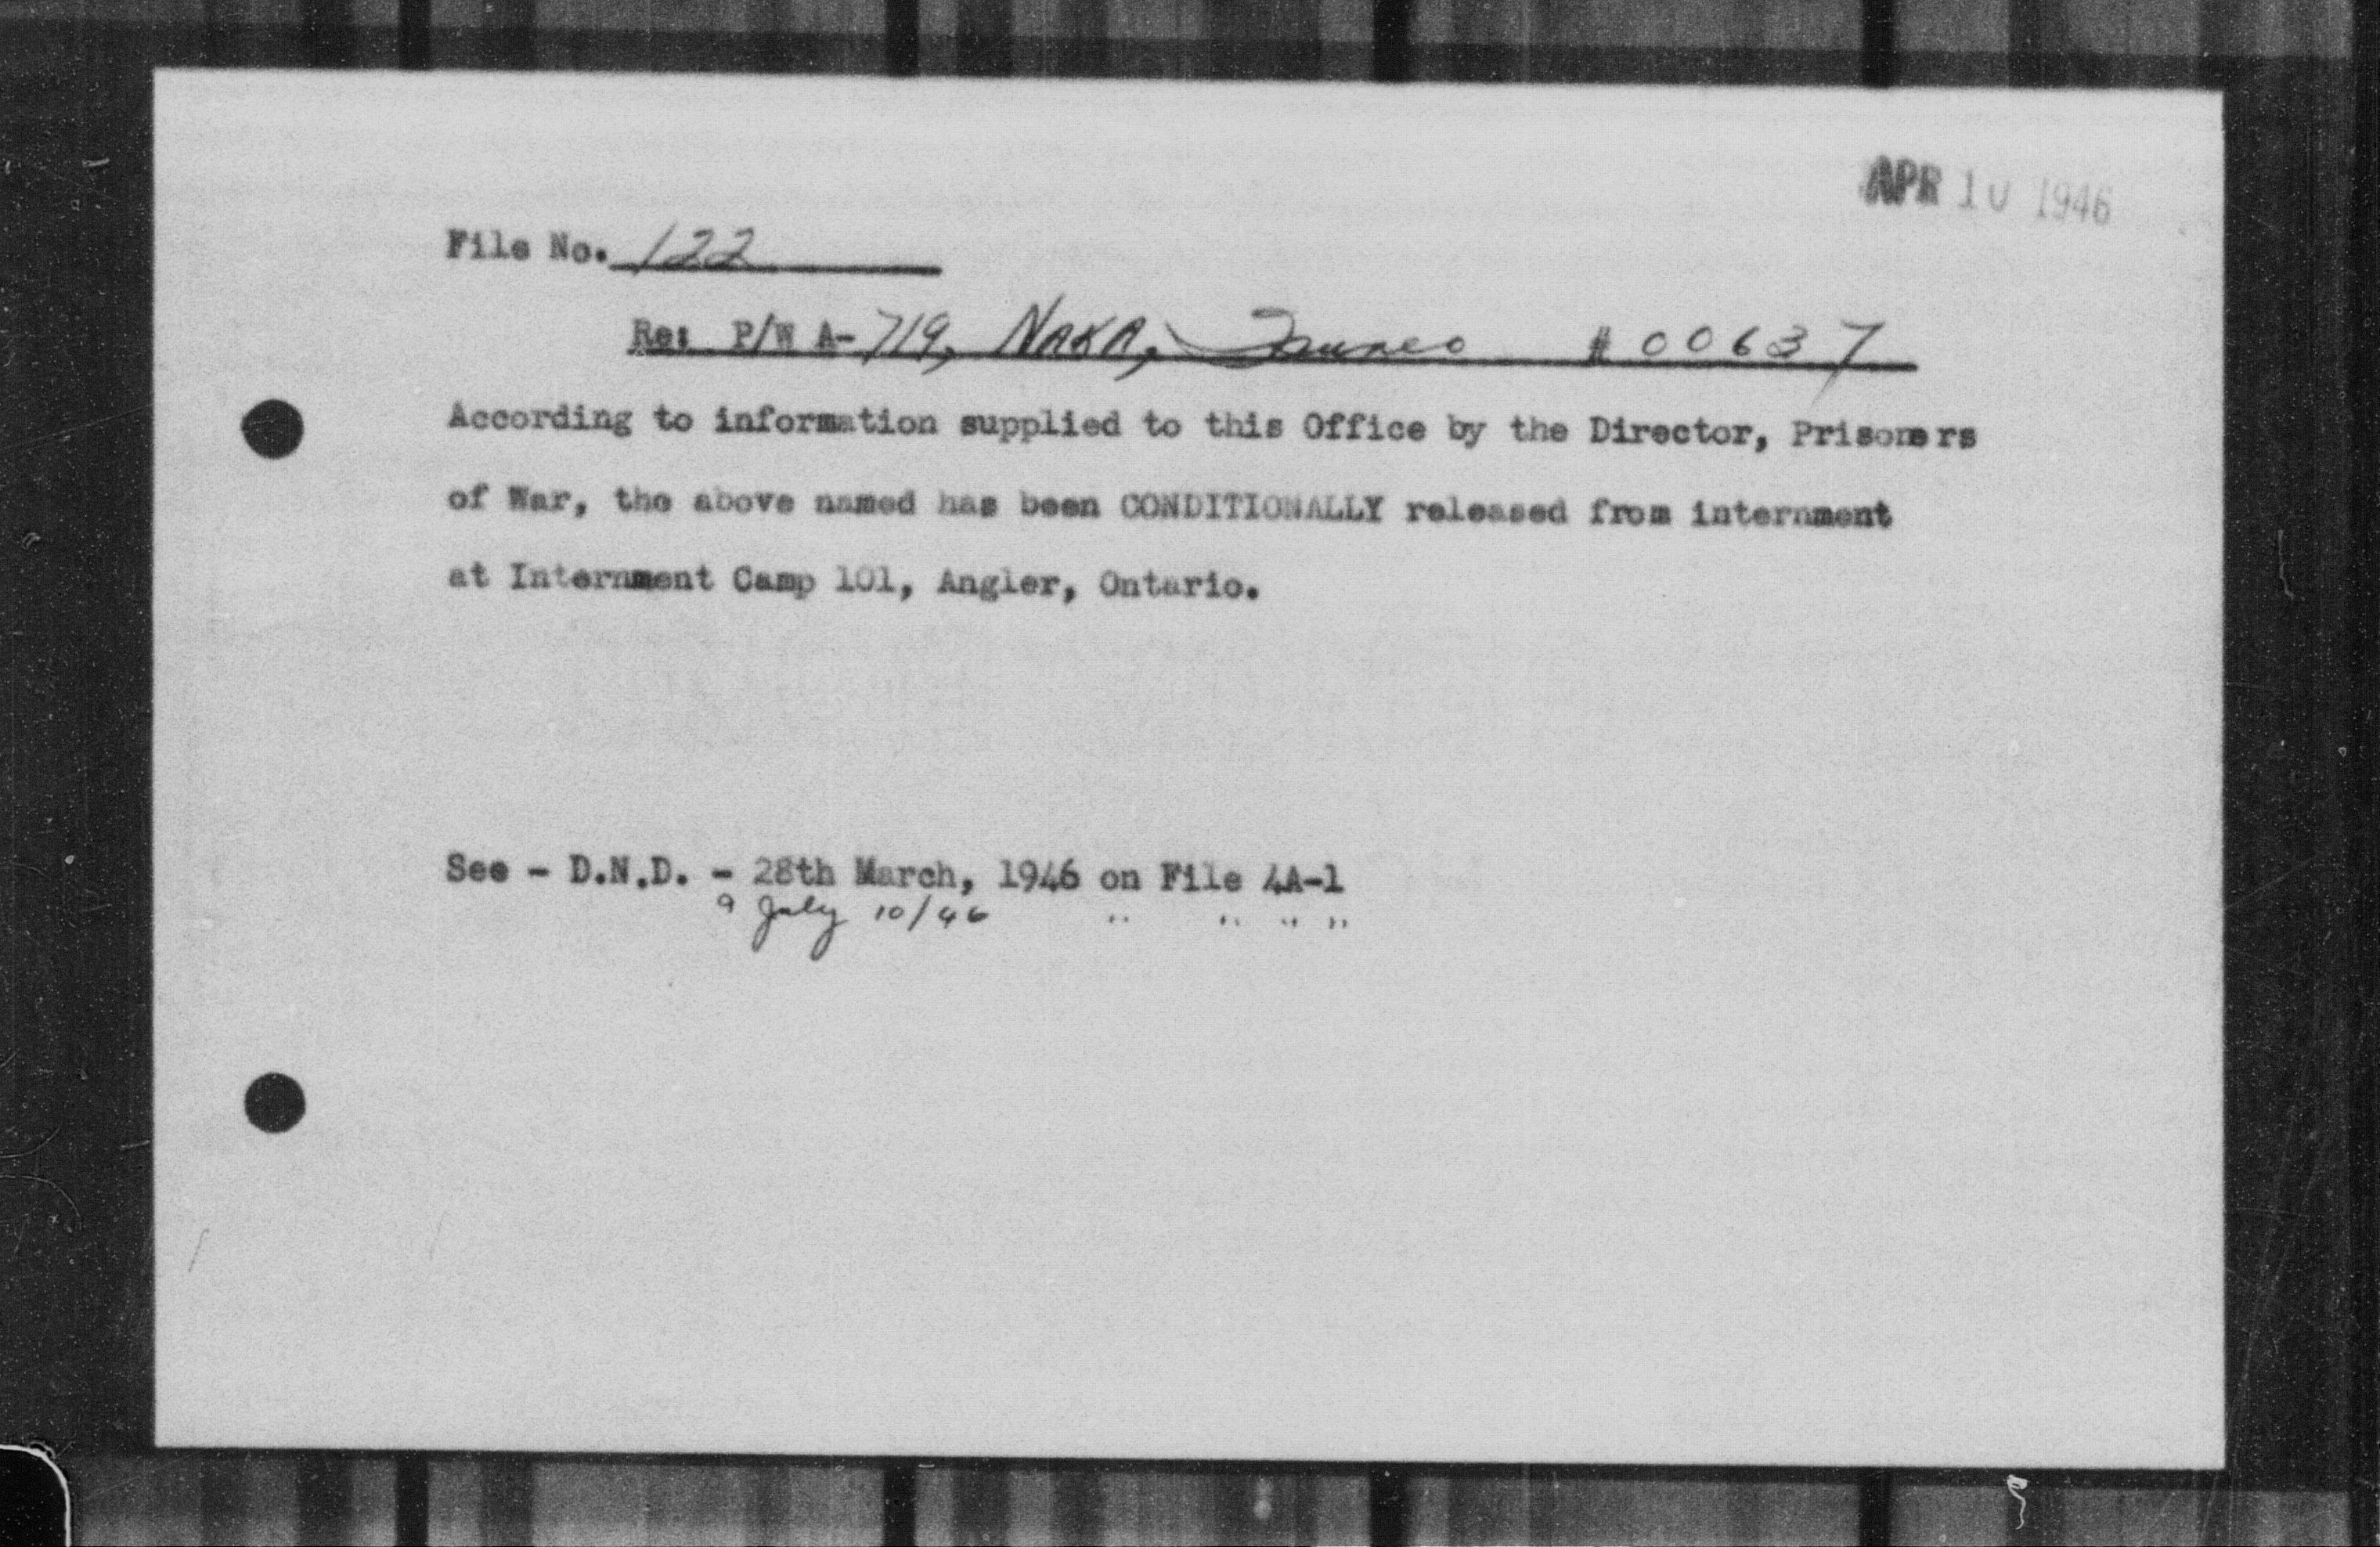 APR 10 1946
File No. 122
Re: P/W A-719, NAKA, # 00637
According to information supplied to this Office by the Director, Prisoners
of War, the above named has been CONDITIONALLY released from internment
at Internment Camp 101, Angler, Ontario.
See - D.N.D. - 28th March, 1946 on File 4A-1
July 10/46 " " " "